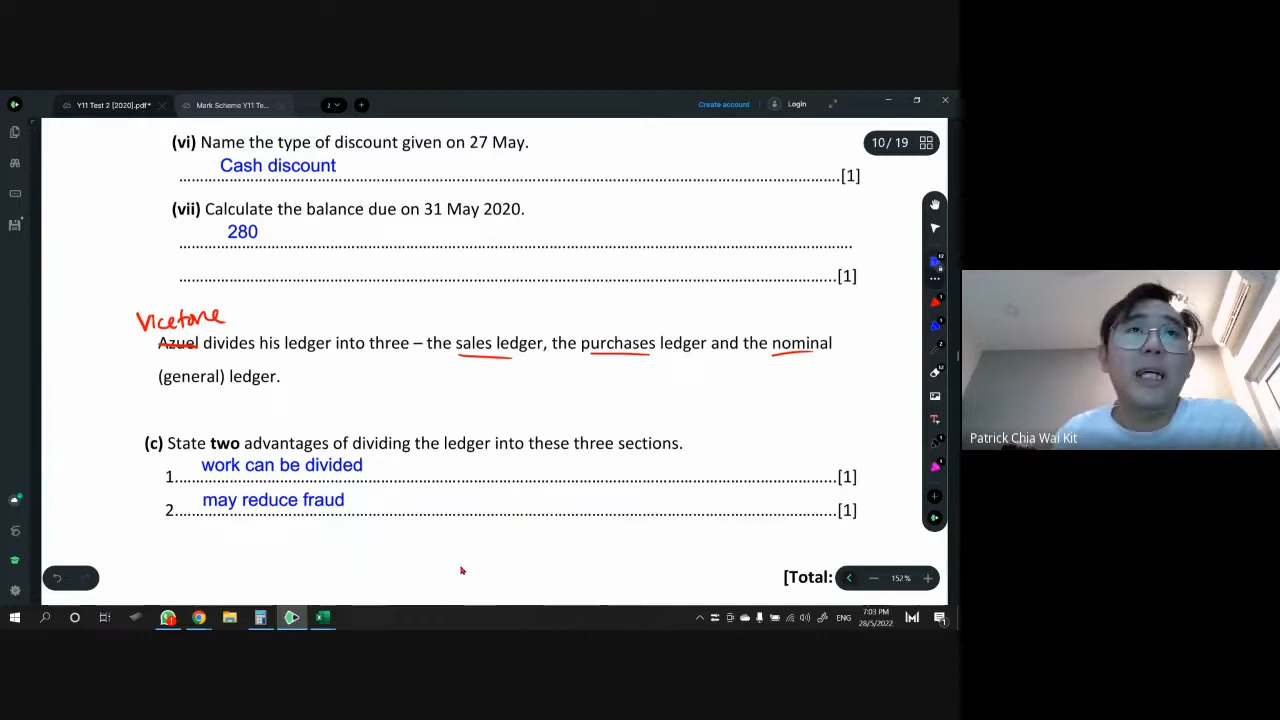 Y11 Test 2 [2020].pdf*
Mark Scheme Y11 Te...
2
Create account
Login
(vi) Name the type of discount given on 27 May.
10/ 19
Cash discount
[1]
(vii) Calculate the balance due on 31 May 2020.
280
[1]
Vicetone
Azuel divides his ledger into three – the sales ledger, the purchases ledger and the nominal
(general) ledger.
Patrick Chia Wai Kit
(c) State two advantages of dividing the ledger into these three sections.
work can be divided
1. [1]
may reduce fraud
2. [1]
[Total:
152%
7:03 PM
ENG
28/5/2022